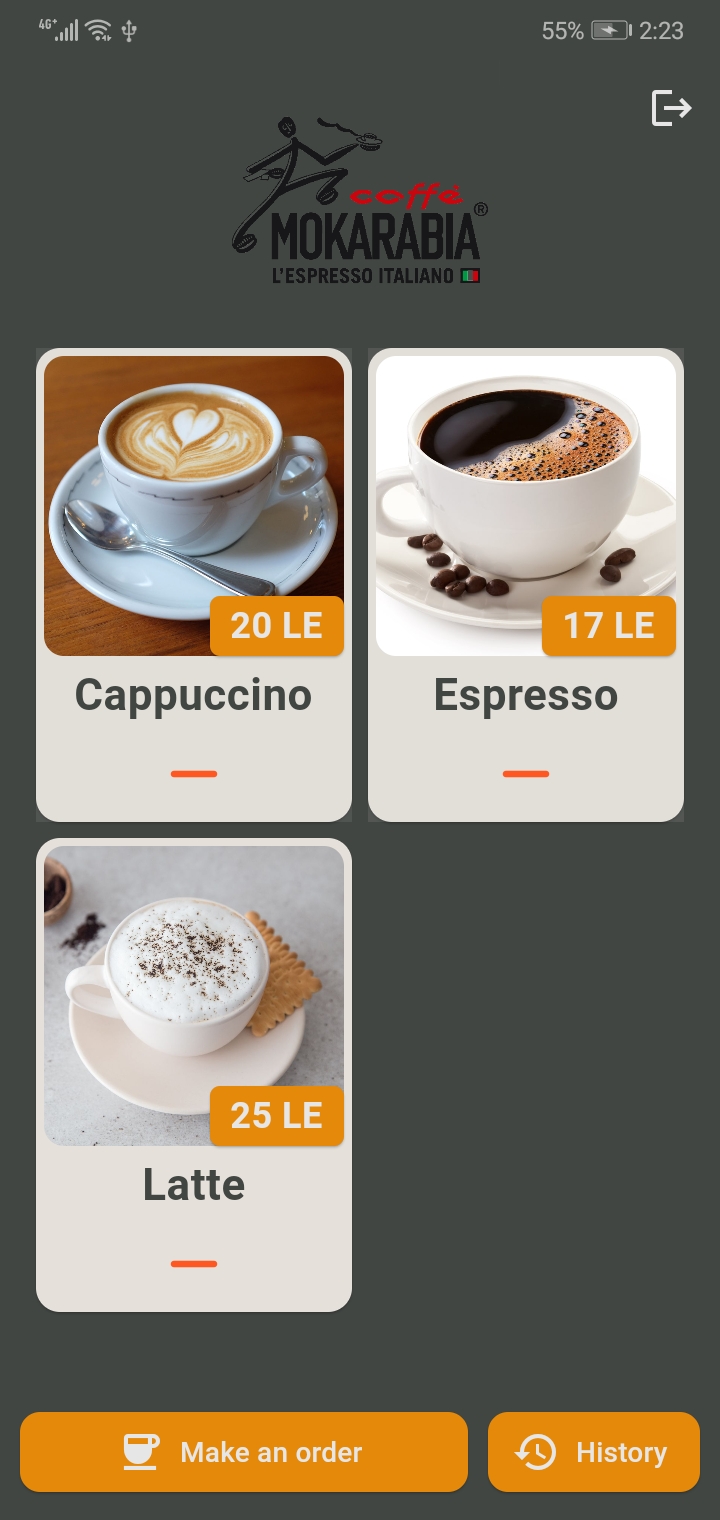 4G+
55% 2:23
coffé
MOKARABIA®
L'ESPRESSO ITALIANO
20 LE
17 LE
Cappuccino
Espresso
25 LE
Latte
Make an order
History